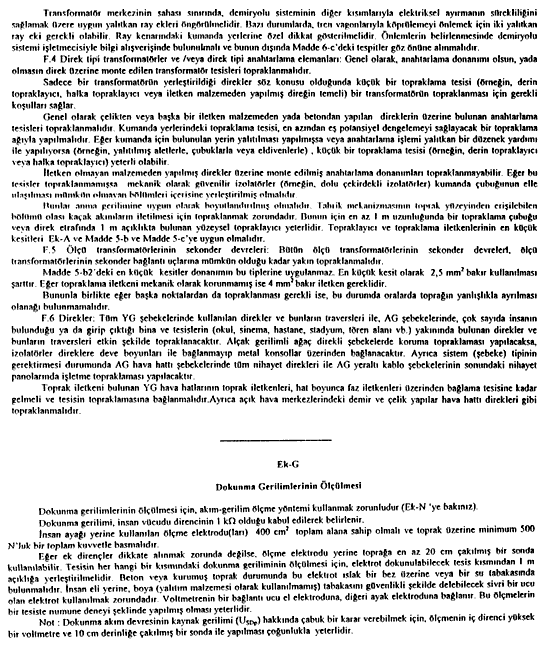 Transformatör merkezinin sahası sınırında, demiryolu sisteminin diğer kısımlarıyla elektriksel ayırmanın sürekliliğini
sağlamak üzere uygun yalıtkan ray ekleri öngörülmelidir. Bazı durumlarda, tren vagonlarıyla köprülemeyi önlemek için iki yalıtkan
ray eki gerekli olabilir. Ray kenarındaki kumanda yerlerine özel dikkat gösterilmelidir. Önlemlerin belirlenmesinde demiryolu
sistemi işletmecisiyle bilgi alışverişinde bulunulmalı ve bunun dışında Madde 6-c'deki tespitler göz önüne alınmalıdır.
F.4 Direk tipi transformatörler ve /veya direk tipi anahtarlama elemanları: Genel olarak, anahtarlama donanımı olsun, yada
olmasın direk üzerine monte edilen transformatör tesisleri topraklanmalıdır.
Sadece bir transformatörün yerleştirildiği direkler söz konusu olduğunda küçük bir topraklama tesisi (örneğin, derin
topraklayıcı, halka topraklayıcı veya iletken malzemeden yapılmış direğin temeli) bir transformatörün topraklanması için gerekli
koşulları sağlar.
Genel olarak çelikten veya başka bir iletken malzemeden yada betondan yapılan direklerin üzerine bulunan anahtarlama
tesisleri topraklanmalıdır. Kumanda yerlerindeki topraklama tesisi, en azından eş potansiyel dengelemeyi sağlayacak bir topraklama
ağıyla yapılmalıdır. Eğer kumanda için bulunulan yerin yalıtılması yapılmışsa veya anahtarlama işlemi yalıtkan bir düzenek yardımı
ile yapılıyorsa (örneğin, yalıtılmış aletlerle, çubuklarla veya eldivenlerle) , küçük bir topraklama tesisi (örneğin, derin topraklayıcı
veya halka topraklayıcı) yeterli olabilir.
İletken olmayan malzemeden yapılmış direkler üzerine monte edilmiş anahtarlama donanımları topraklanmayabilir. Eğer bu
tesisler topraklanmamışsa mekanik olarak güvenilir izolatörler (örneğin, dolu çekirdekli izolatörler) kumanda çubuğunun elle
ulaşılması mümkün olmayan bölümleri içerisine yerleştirilmiş olmalıdır.
Bunlar anma gerilimine uygun olarak boyutlandırılmış olmalıdır. Tahrik mekanizmasının toprak yüzeyinden erişilebilen
bölümü olası kaçak akımların iletilmesi için topraklanmak zorundadır. Bunun için en az 1 m uzunluğunda bir topraklama çubuğu
veya direk etrafında 1 m açıklıkta bulunan yüzeysel topraklayıcı yeterlidir. Topraklayıcı ve topraklama iletkenlerinin en küçük
kesitleri Ek-A ve Madde 5-b ve Madde 5-c'ye uygun olmalıdır.
F.5 Ölçü transformatörlerinin sekonder devreleri: Bütün ölçü transformatörlerinin sekonder devreleri, ölçü
transformatörlerinin sekonder bağlantı uçlarına mümkün olduğu kadar yakın topraklanmalıdır.
Madde 5-b2'deki en küçük kesitler donanımın bu tiplerine uygulanmaz. En küçük kesit olarak 2,5 mm² bakır kullanılması
şarttır. Eğer topraklama iletkeni mekanik olarak korunmamış ise 4 mm² bakır iletken gereklidir.
Bununla birlikte eğer başka noktalardan da topraklanması gerekli ise, bu durumda oralarda toprağın yanlışlıkla ayrılması
olanağı bulunmamalıdır.
F.6 Direkler: Tüm YG şebekelerinde kullanılan direkler ve bunların traversleri ile, AG şebekelerinde, çok sayıda insanın
bulunduğu ya da girip çıktığı bina ve tesislerin (okul, sinema, hastane, stadyum, tören alanı vb.) yakınında bulunan direkler ve
bunların traversleri etkin şekilde topraklanacaktır. Alçak gerilimli ağaç direkli şebekelerde koruma topraklaması yapılacaksa,
izolatörler direklere deve boyunları ile bağlanmayıp metal konsollar üzerinden bağlanacaktır. Ayrıca sistem (şebeke) tipinin
gerektirmesi durumunda AG hava hattı şebekelerinde tüm nihayet direkleri ile AG yeraltı kablo şebekelerinin sonundaki nihayet
panolarında işletme topraklaması yapılacaktır.
Toprak iletkeni bulunan YG hava hatlarının toprak iletkenleri, hat boyunca faz iletkenleri üzerinden bağlama tesisine kadar
gelmeli ve tesisin topraklamasına bağlanmalıdır.Ayrıca açık hava merkezlerindeki demir ve çelik yapılar hava hattı direkleri gibi
topraklanmalıdır.
Ek-G
Dokunma Gerilimlerinin Ölçülmesi
Dokunma gerilimlerinin ölçülmesi için, akım-gerilim ölçme yöntemi kullanmak zorunludur (Ek-N 'ye bakınız).
Dokunma gerilimi, insan vücudu direncinin 1 kΩ olduğu kabul edilerek belirlenir.
İnsan ayağı yerine kullanılan ölçme elektrodu(ları) 400 cm² toplam alana sahip olmalı ve toprak üzerine minimum 500
N'luk bir toplam kuvvetle basmalıdır.
Eğer ek dirençler dikkate alınmak zorunda değilse, ölçme elektrodu yerine toprağa en az 20 cm çakılmış bir sonda
kullanılabilir. Tesisin her hangi bir kısmındaki dokunma geriliminin ölçülmesi için, elektrot dokunulabilecek tesis kısmından 1 m
açıklığa yerleştirilmelidir. Beton veya kurumuş toprak durumunda bu elektrot ıslak bir bez üzerine veya bir su tabakasında
bulunmalıdır. İnsan eli yerine, boya (yalıtım malzemesi olarak kullanılmamış) tabakasını güvenlikli şekilde delebilecek sivri bir ucu
olan elektrot kullanılmak zorundadır. Voltmetrenin bir bağlantı ucu el elektroduna, diğeri ayak elektroduna bağlanır. Bu ölçmelerin
bir tesiste numune deneyi şeklinde yapılmış olması yeterlidir.
Not : Dokunma akım devresinin kaynak gerilimi (U_SDp) hakkında çabuk bir karar verebilmek için, ölçmenin iç direnci yüksek
bir voltmetre ve 10 cm derinliğe çakılmış bir sonda ile yapılması çoğunlukla yeterlidir.